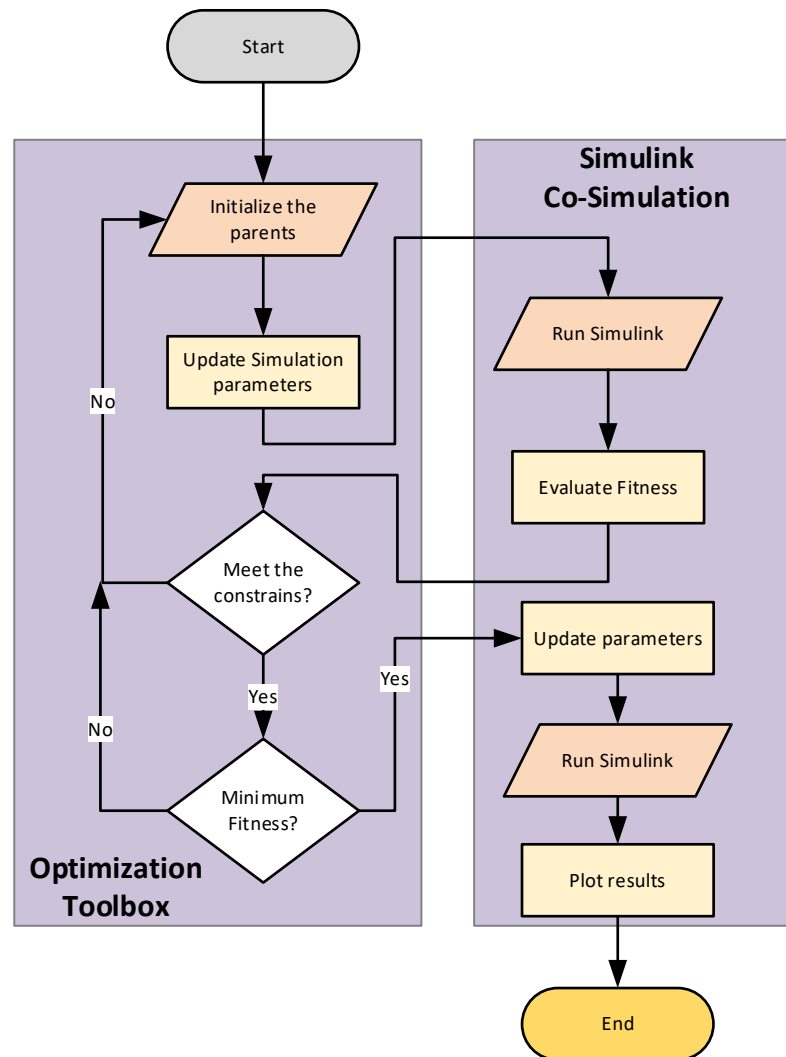 Start
Simulink
Co-Simulation
Initialize the
parents
Run Simulink
Update Simulation
parameters
No
Evaluate Fitness
Meet the
constrains?
Update parameters
Yes
Yes
No
Run Simulink
Minimum
Fitness?
Optimization
Toolbox
Plot results
End